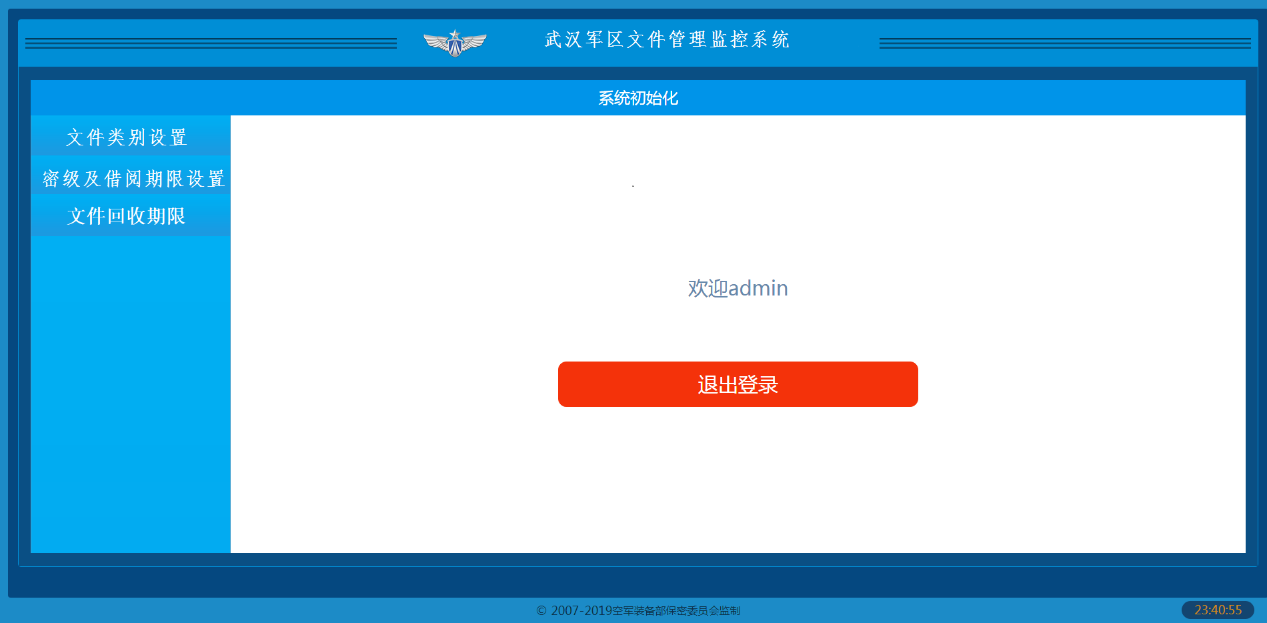 武汉军区文件管理监控系统
系统初始化
文件类别设置
密级及借阅期限设置
文件回收期限
欢迎admin
退出登录
© 2007-2019空军装备部保密委员会监制
23:40:55